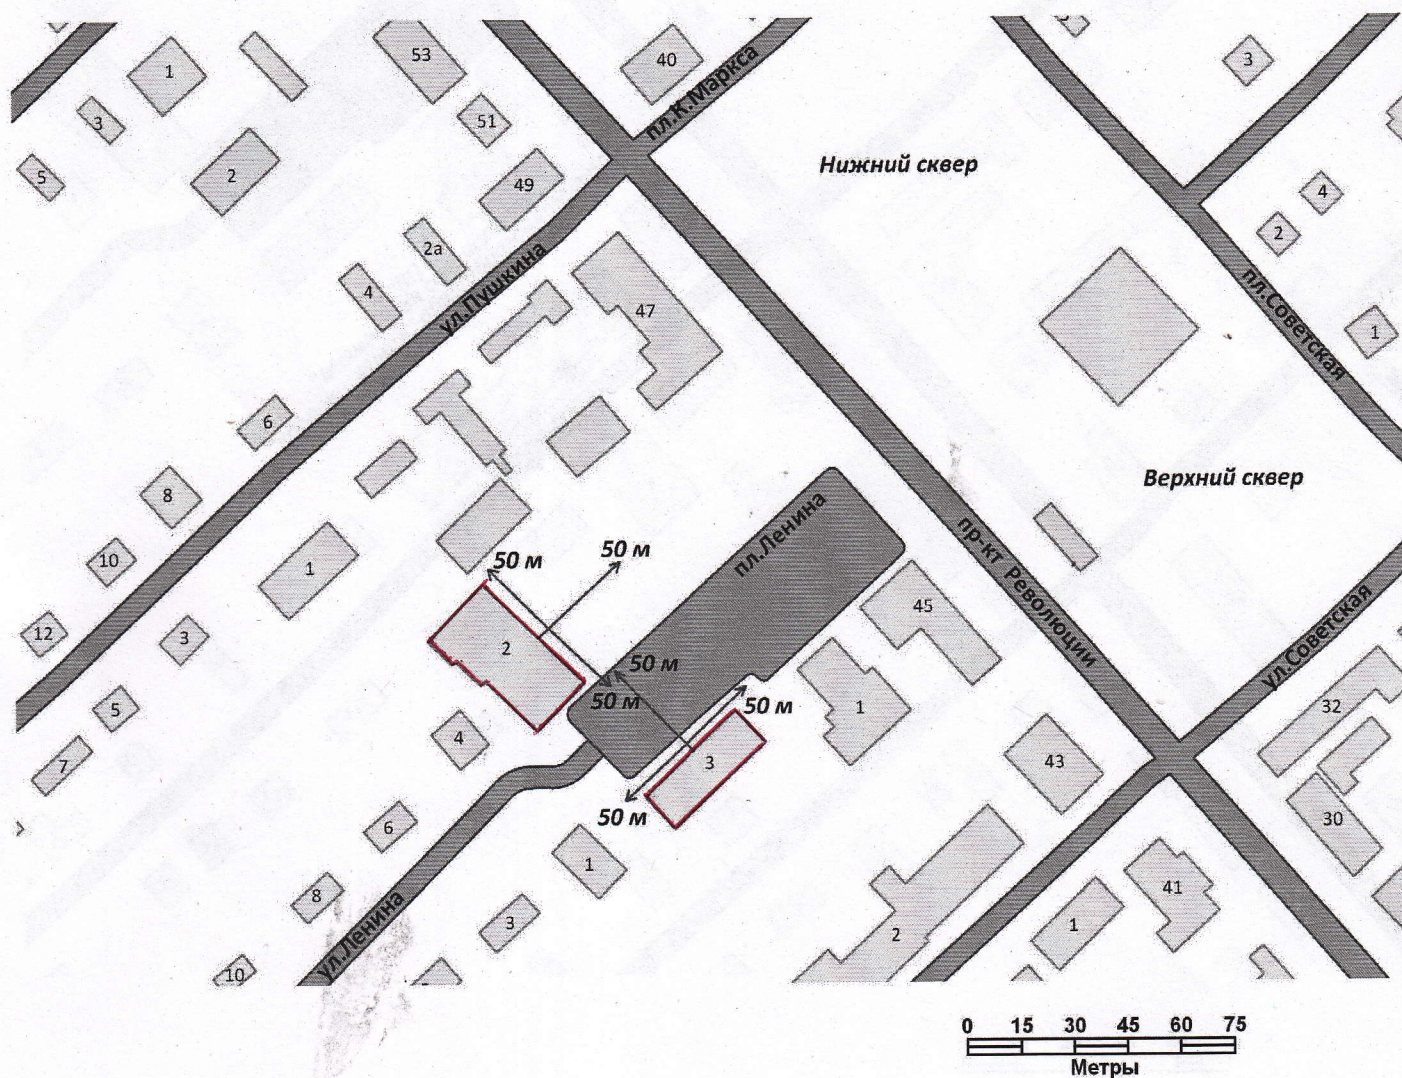 1
53
40
пл.К.Маркса
3
3
51
Нижний сквер
5
2
49
4
2
2а
4
ул.Пушкина
47
пл.Советская
1
6
8
Верхний сквер
пл.Ленина
10
1
50 м
50 м
пр-кт Революции
45
ул.Советская
12
3
2
50 м
5
50 м
50 м
1
32
4
7
3
43
50 м
30
6
1
8
41
3
1
2
ул.Ленина
10
0 15 30 45 60 75
Метры